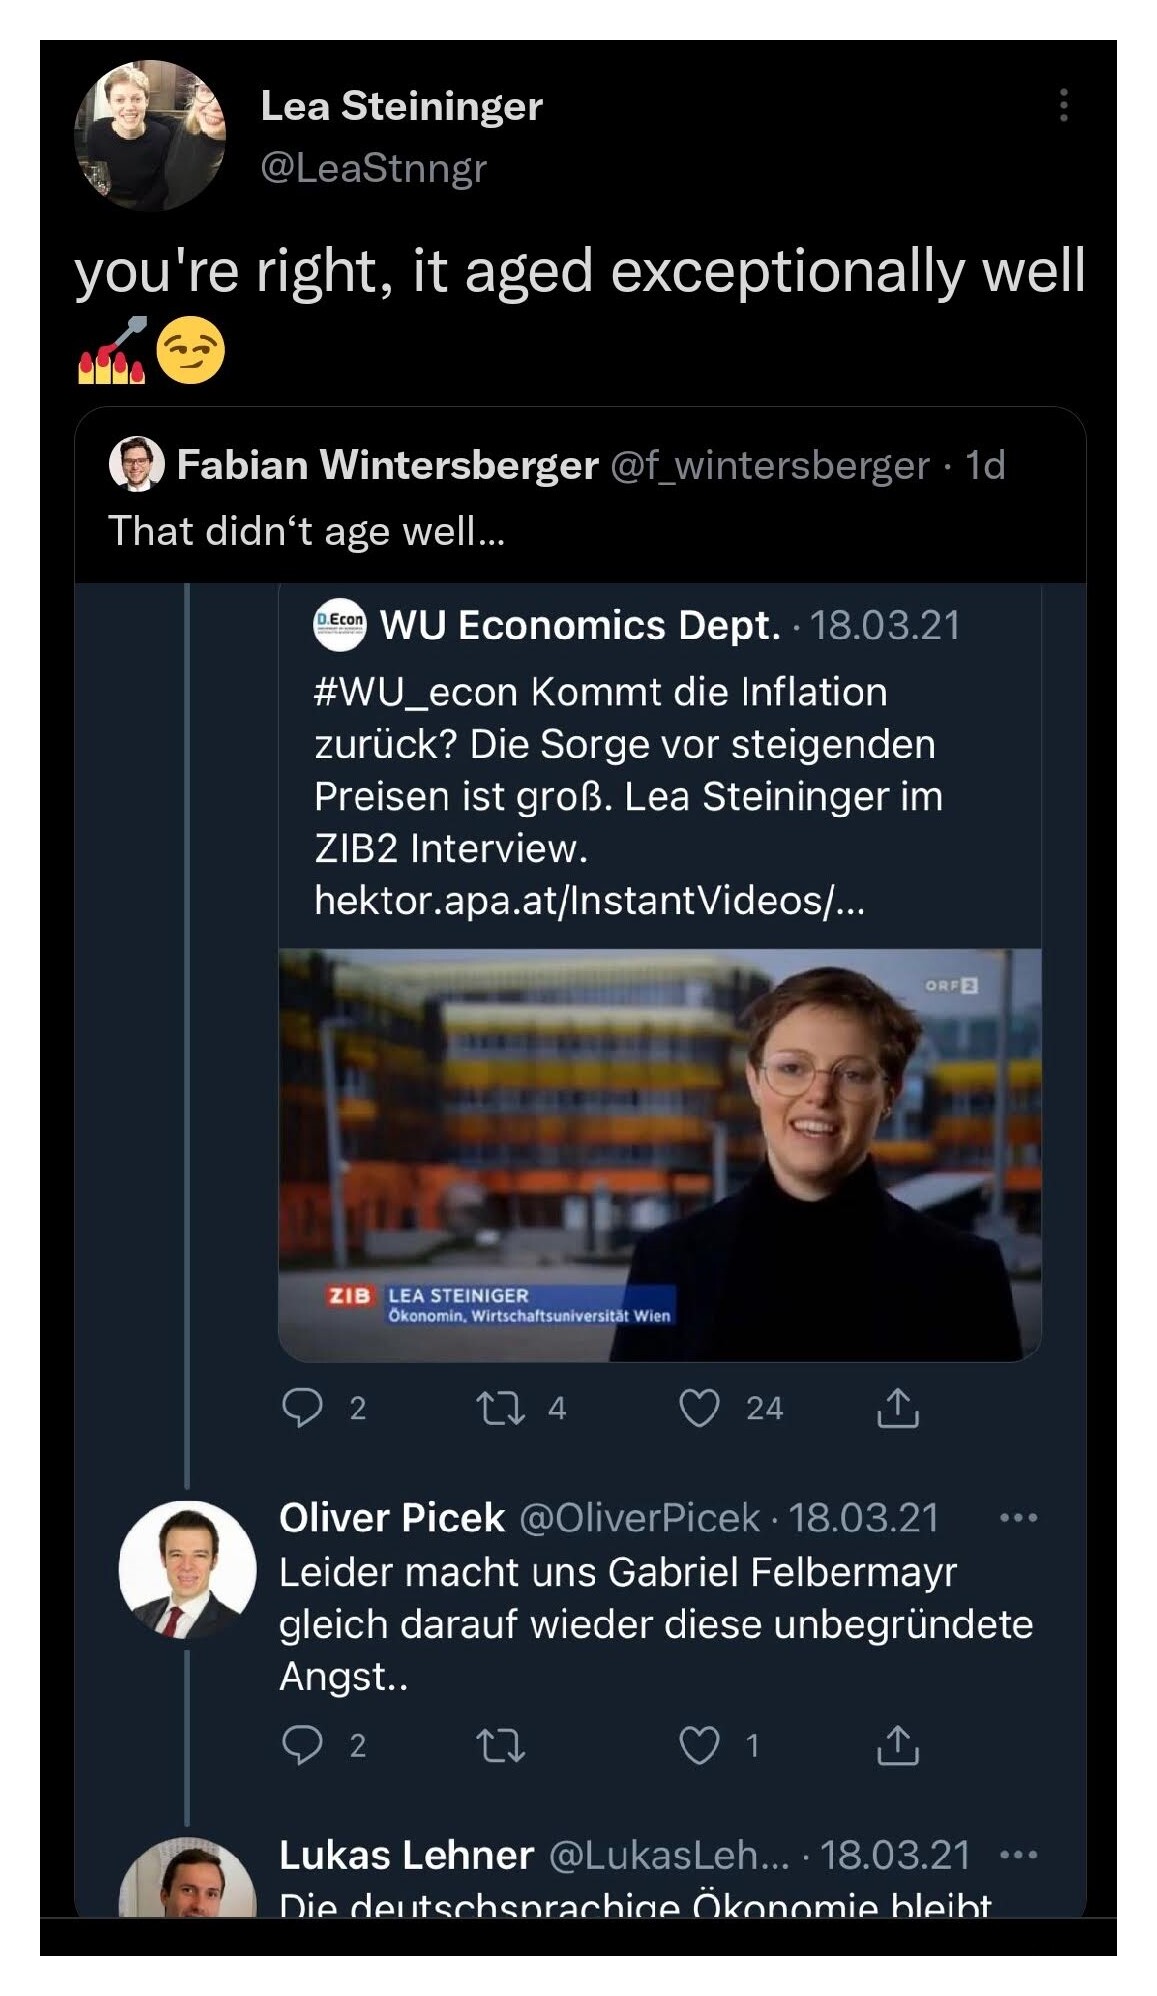 Lea Steininger
@LeaStnngr
you're right, it aged exceptionally well
💅😏
Fabian Wintersberger @f_wintersberger · 1d
That didn‘t age well...
D.Econ WU Economics Dept. · 18.03.21
#WU_econ Kommt die Inflation
zurück? Die Sorge vor steigenden
Preisen ist groß. Lea Steininger im
ZIB2 Interview.
hektor.apa.at/InstantVideos/...
ORF2
ZIB LEA STEINIGER
Ökonomin, Wirtschaftsuniversität Wien
2 4 24
Oliver Picek @OliverPicek · 18.03.21
Leider macht uns Gabriel Felbermayr
gleich darauf wieder diese unbegründete
Angst..
2 1
Lukas Lehner @LukasLeh... · 18.03.21
Die deutschsprachige Ökonomie bleibt